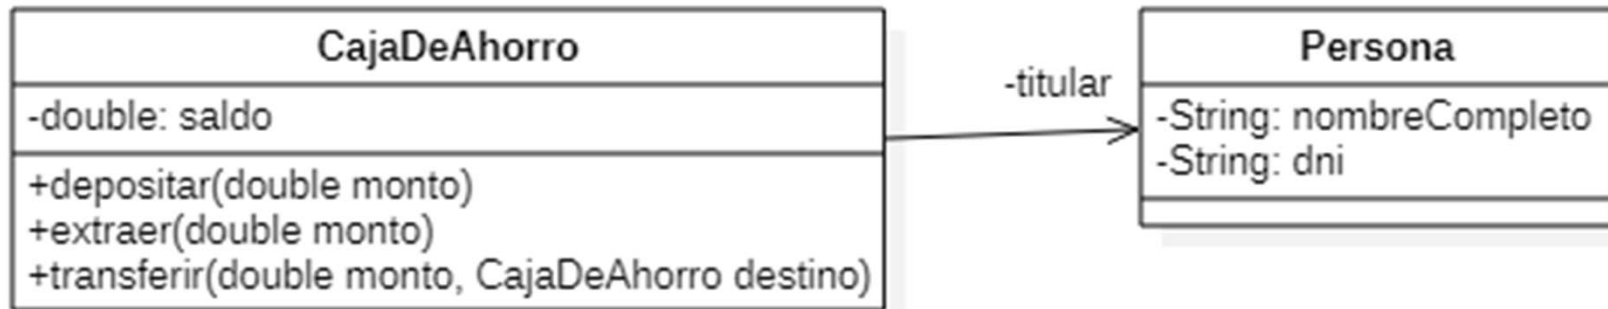 CajaDeAhorro
-double: saldo
+depositar(double monto)
+extraer(double monto)
+transferir(double monto, CajaDeAhorro destino)
-titular
Persona
-String: nombreCompleto
-String: dni